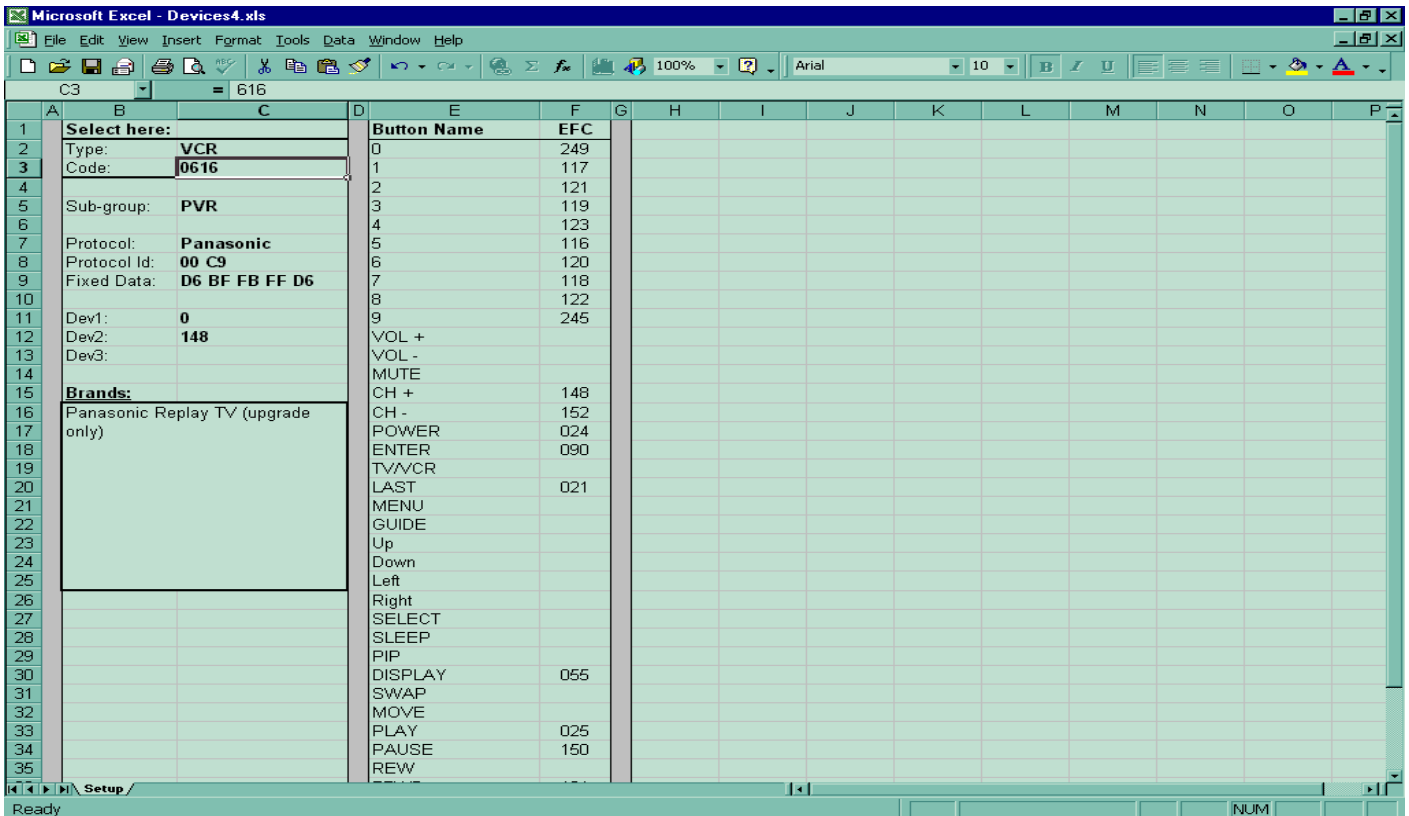 Microsoft Excel - Devices4.xls
File Edit View Insert Format Tools Data Window Help
100% Arial 10 B I U
C3 = 616
A B C D E F G H I J K L M N O P
1 Select here: Button Name EFC
2 Type: VCR 0 249
3 Code: 0616 1 117
4 2 121
5 Sub-group: PVR 3 119
6 4 123
7 Protocol: Panasonic 5 116
8 Protocol Id: 00 C9 6 120
9 Fixed Data: D6 BF FB FF D6 7 118
10 8 122
11 Dev1: 0 9 245
12 Dev2: 148 VOL +
13 Dev3: VOL -
14 MUTE
15 Brands: CH + 148
16 Panasonic Replay TV (upgrade CH - 152
17 only) POWER 024
18 ENTER 090
19 TV/VCR
20 LAST 021
21 MENU
22 GUIDE
23 Up
24 Down
25 Left
26 Right
27 SELECT
28 SLEEP
29 PIP
30 DISPLAY 055
31 SWAP
32 MOVE
33 PLAY 025
34 PAUSE 150
35 REW
Setup
Ready NUM